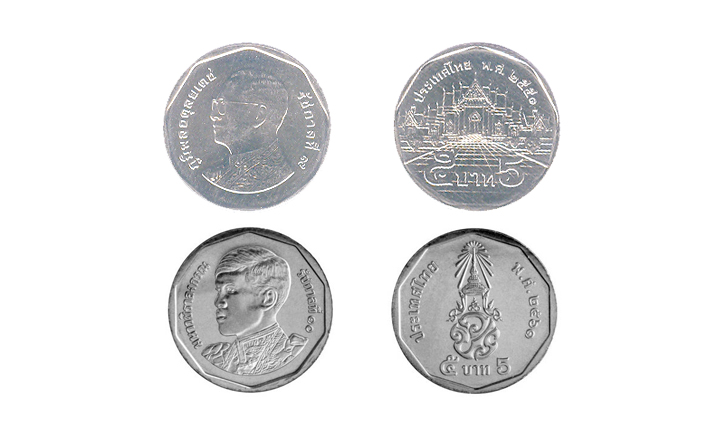 ภูมิพลอดุลยเดช
รัชกาลที่ ๙
ประเทศไทย พ.ศ. ๒๕๕๑
๕ บาท 5
มหาวชิราลงกรณ
รัชกาลที่ ๑๐
ประเทศไทย
พ.ศ. ๒๕๖๑
๕ บาท 5